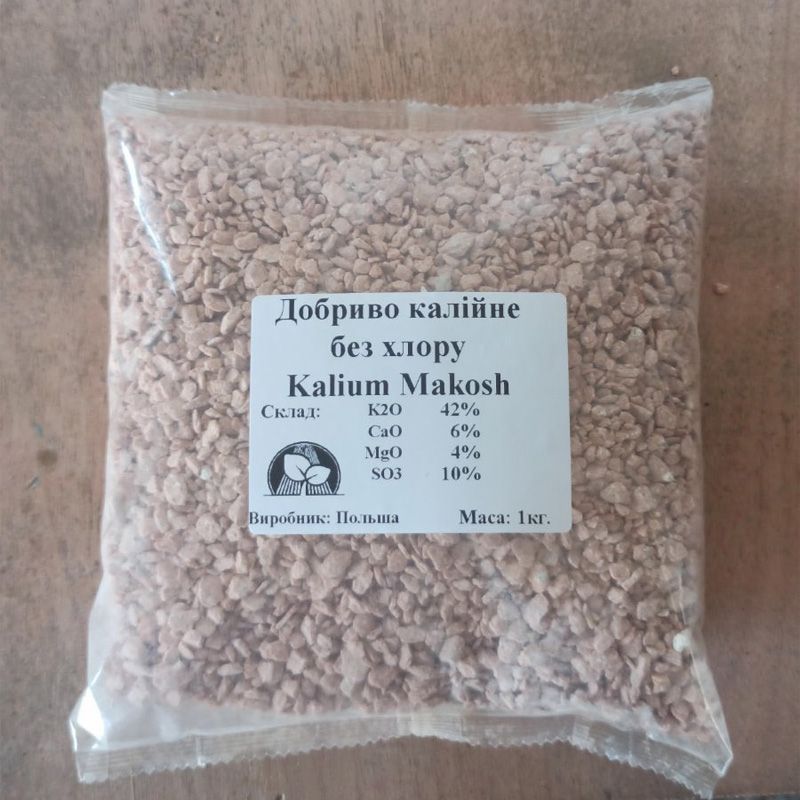 Добриво калійне
без хлору
Kalium Makosh
Склад: K2O 42%
CaO 6%
MgO 4%
SO3 10%
Виробник: Польша Маса: 1кг.